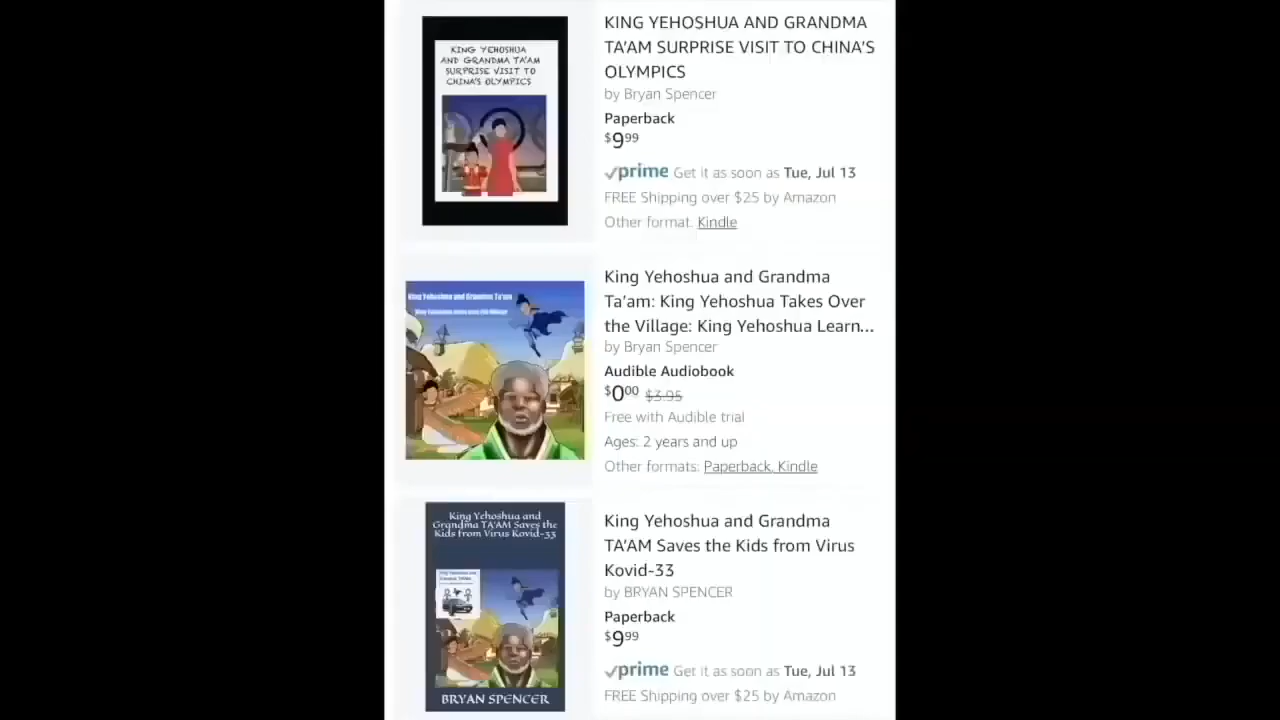 KING YEHOSHUA
AND GRANDMA TA'AM
SURPRISE VISIT TO
CHINA'S OLYMPICS
KING YEHOSHUA AND GRANDMA
TA'AM SURPRISE VISIT TO CHINA'S
OLYMPICS
by Bryan Spencer
Paperback
$9.99
prime Get it as soon as Tue, Jul 13
FREE Shipping over $25 by Amazon
Other format: Kindle
King Yehoshua and Grandma Ta'am
King Yehoshua takes over the Village
King Yehoshua and Grandma
Ta'am: King Yehoshua Takes Over
the Village: King Yehoshua Learn...
by Bryan Spencer
Audible Audiobook
$0.00 $3.95
Free with Audible trial
Ages: 2 years and up
Other formats: Paperback, Kindle
King Yehoshua and
Grandma TA'AM Saves the
Kids from Virus Kovid-33
BRYAN SPENCER
King Yehoshua and Grandma
TA'AM Saves the Kids from Virus
Kovid-33
by BRYAN SPENCER
Paperback
$9.99
prime Get it as soon as Tue, Jul 13
FREE Shipping over $25 by Amazon